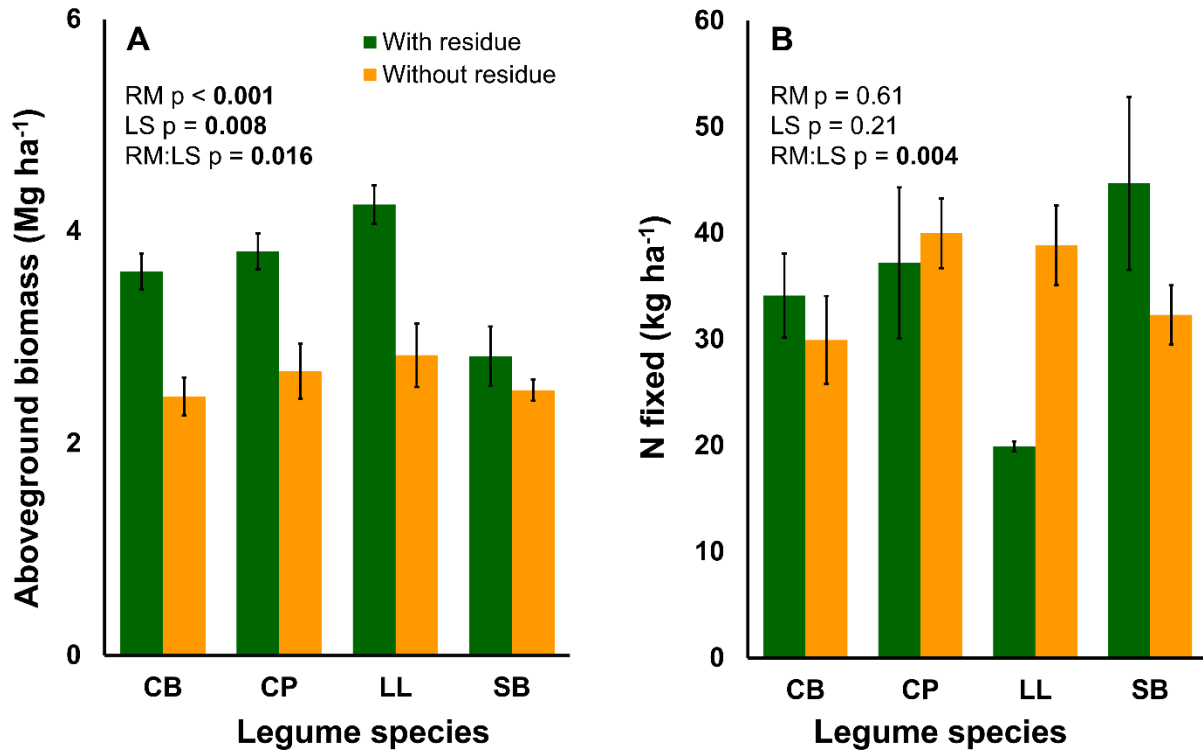 A
With residue
Without residue
RM p < 0.001
LS p = 0.008
RM:LS p = 0.016
Aboveground biomass (Mg ha⁻¹)
6
4
2
0
CB CP LL SB
Legume species
B
RM p = 0.61
LS p = 0.21
RM:LS p = 0.004
N fixed (kg ha⁻¹)
60
50
40
30
20
10
0
CB CP LL SB
Legume species